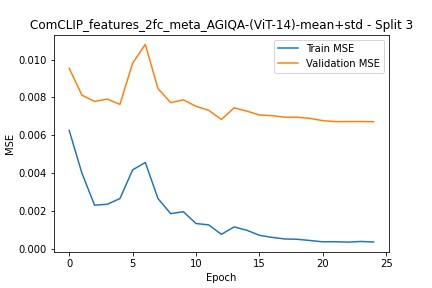 ComCLIP_features_2fc_meta_AGIQA-(ViT-14)-mean+std - Split 3
Train MSE
Validation MSE
MSE
0.010
0.008
0.006
0.004
0.002
0.000
0 5 10 15 20 25
Epoch